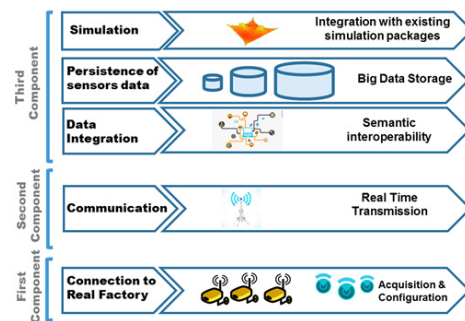 Third
Component
Simulation
Integration with existing
simulation packages
Persistence of
sensors data
Big Data Storage
Data
Integration
Semantic
interoperability
Second
Component
Communication
Real Time
Transmission
First
Component
Connection to
Real Factory
Acquisition &
Configuration